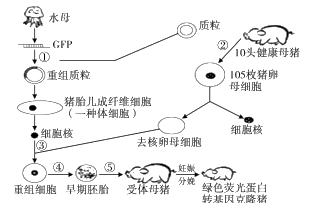 水母
质粒
GFP
①
②
10头健康母猪
重组质粒
105枚猪卵
母细胞
猪胎儿成纤维细胞
(一种体细胞)
细胞核
细胞核
③
去核卵母细胞
④
⑤
妊娠
分娩
重组细胞
早期胚胎
受体母猪
绿色荧光蛋白
转基因克隆猪